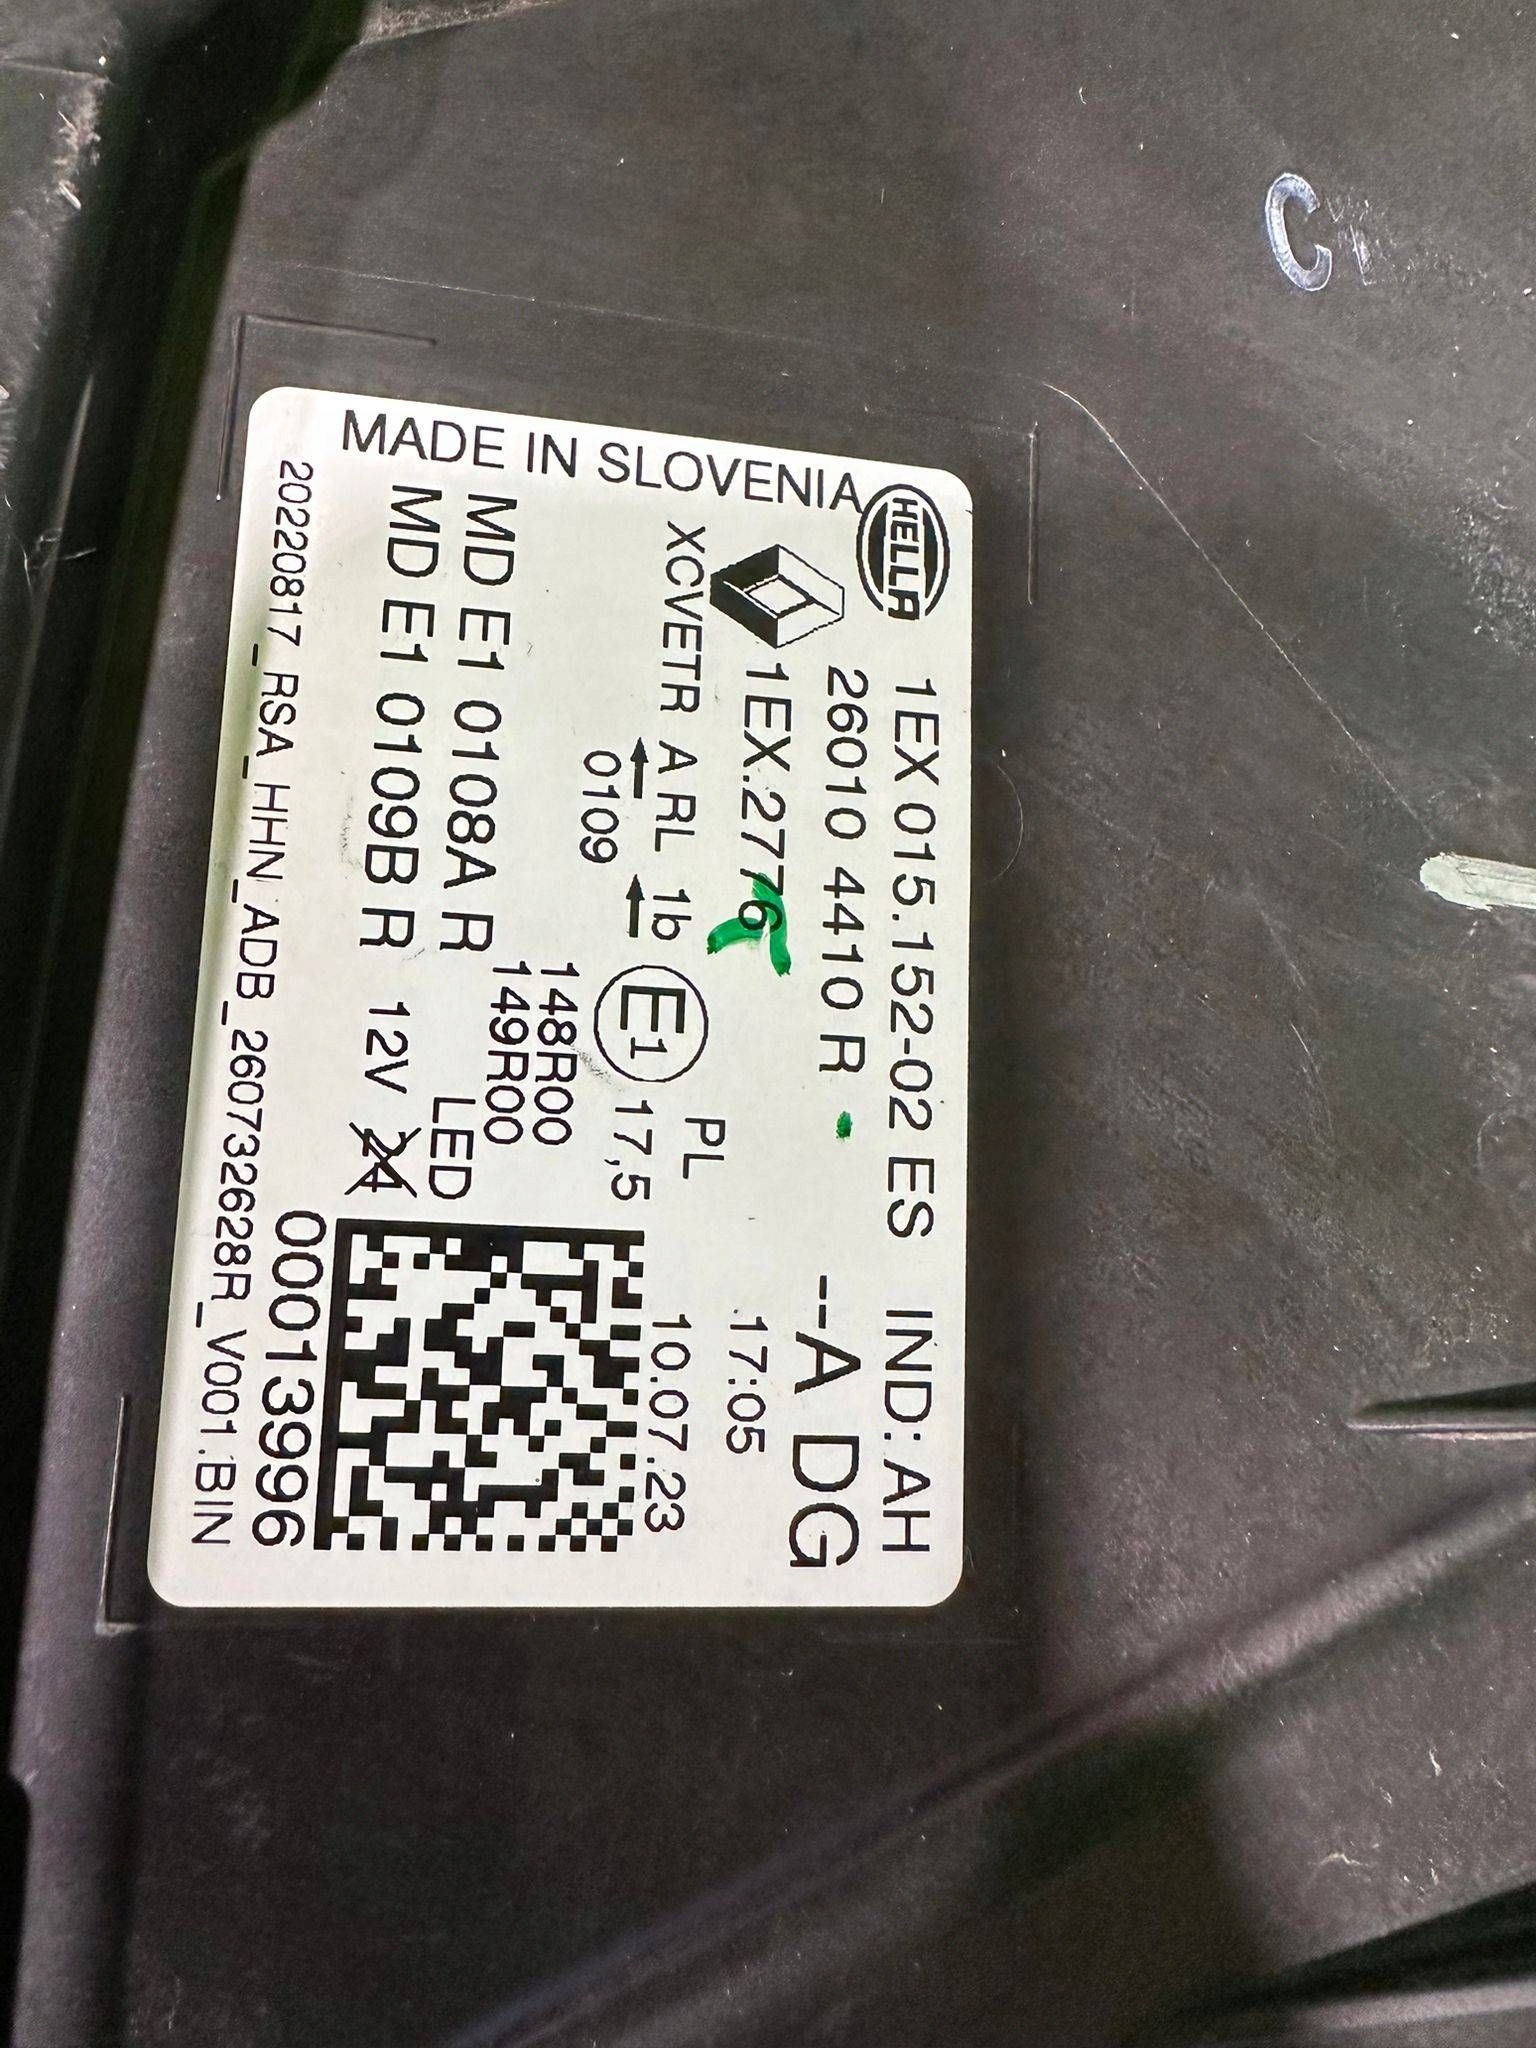 HELLA
1EX 015.152-02 ES IND: AH
26010 4410 R --A DG
1EX.2776 17:05
XCVETR A RL 1b PL
0109 E1 17,5 10.07.23
148R00
149R00
MD E1 0108A R LED
MD E1 0109B R 12V 24
00013996
20220817_RSA_HHN_ADB_260732628R_V001.BIN
MADE IN SLOVENIA
C